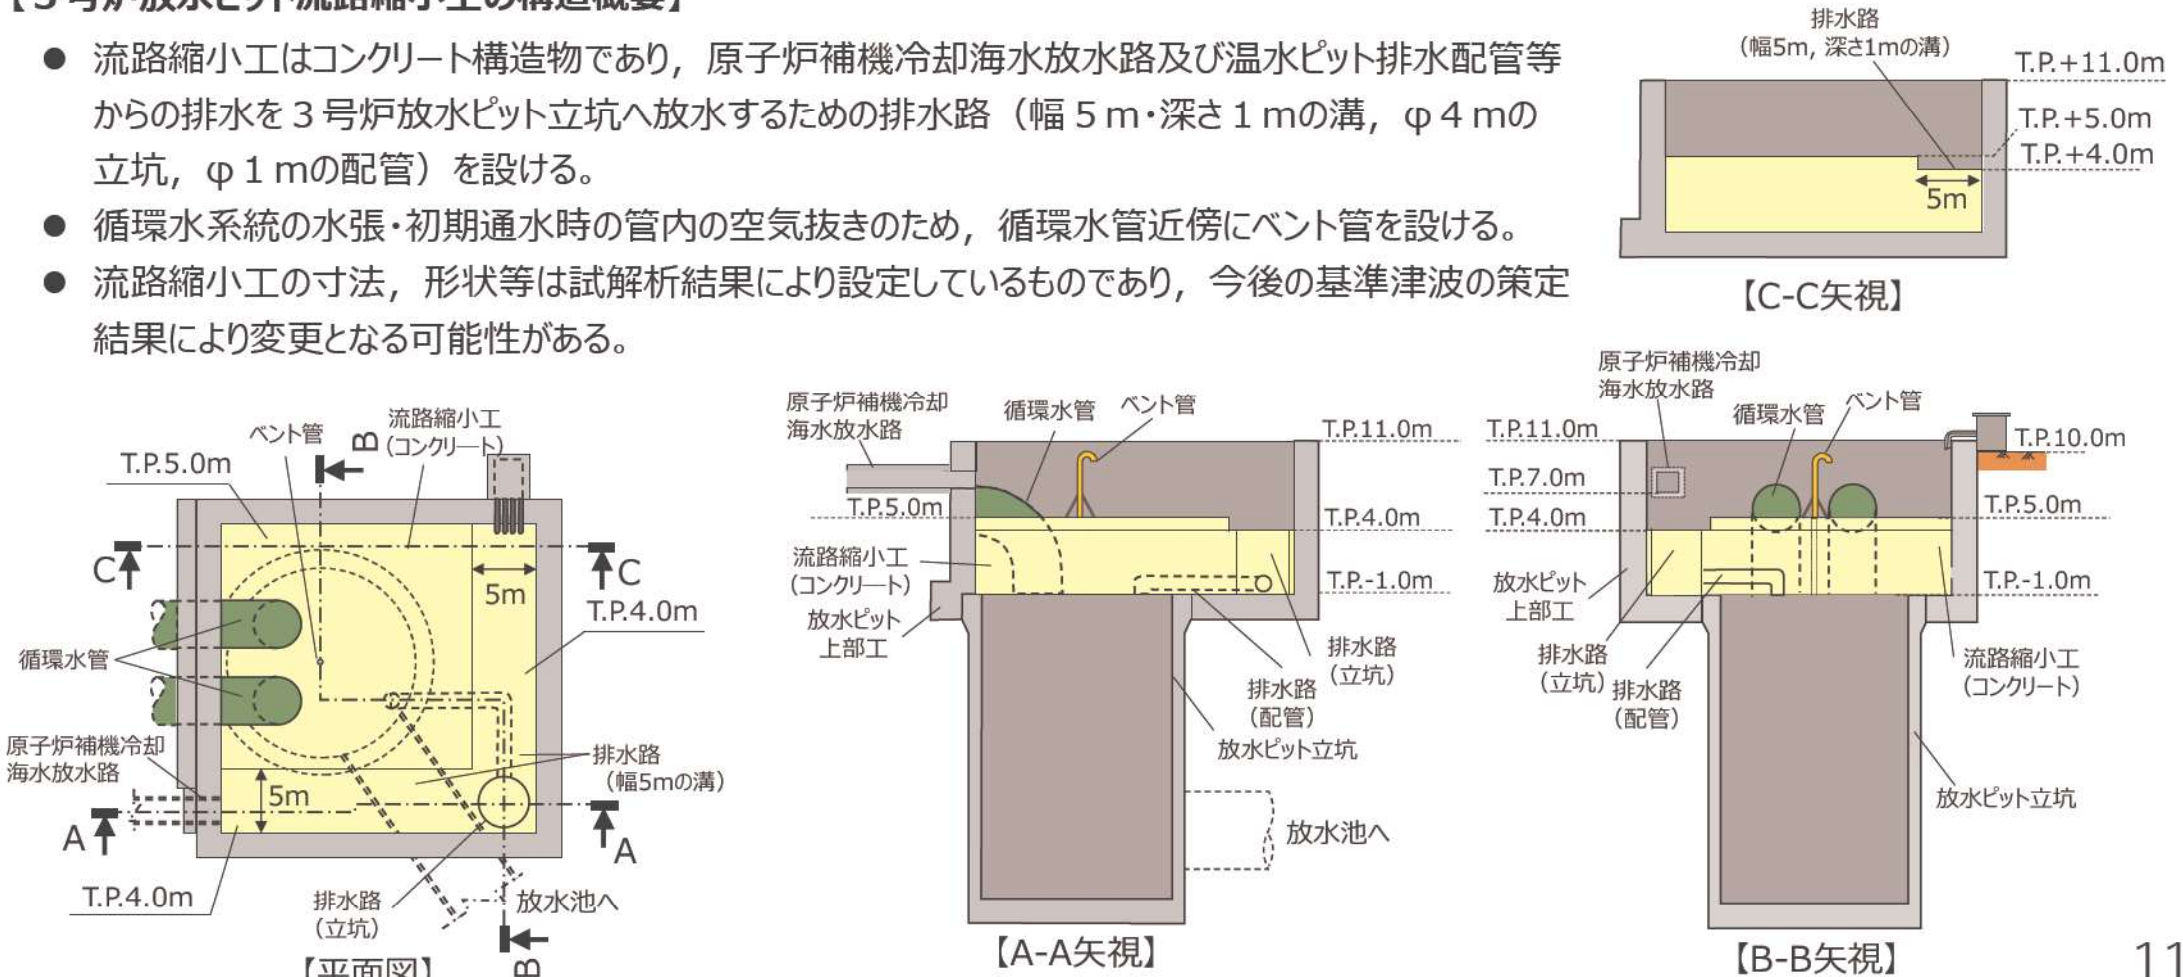 【３号炉放水ピット流路縮小工の構造概要】
● 流路縮小工はコンクリート構造物であり，原子炉補機冷却海水放水路及び温水ピット排水配管等
からの排水を３号炉放水ピット立坑へ放水するための排水路（幅５ｍ・深さ１ｍの溝，φ４ｍの
立坑，φ１ｍの配管）を設ける。
● 循環水系統の水張・初期通水時の管内の空気抜きのため，循環水管近傍にベント管を設ける。
● 流路縮小工の寸法，形状等は試解析結果により設定しているものであり，今後の基準津波の策定
結果により変更となる可能性がある。
排水路
（幅5m, 深さ1mの溝）
T.P.+11.0m
T.P.+5.0m
T.P.+4.0m
5m
【C-C矢視】
ベント管
B
流路縮小工
（コンクリート）
T.P.5.0m
C
C
5m
T.P.4.0m
循環水管
原子炉補機冷却
海水放水路
5m
排水路
（幅5mの溝）
A
A
T.P.4.0m
排水路
（立坑）
放水池へ
B
【平面図】
原子炉補機冷却
海水放水路
循環水管
ベント管
T.P.11.0m
T.P.5.0m
T.P.4.0m
流路縮小工
（コンクリート）
T.P.-1.0m
放水ピット
上部工
排水路
（立坑）
排水路
（配管）
放水ピット立坑
放水池へ
【A-A矢視】
原子炉補機冷却
海水放水路
循環水管
ベント管
T.P.11.0m
T.P.10.0m
T.P.7.0m
T.P.5.0m
T.P.4.0m
放水ピット
上部工
T.P.-1.0m
排水路
（立坑）
排水路
（配管）
流路縮小工
（コンクリート）
放水ピット立坑
【B-B矢視】
11